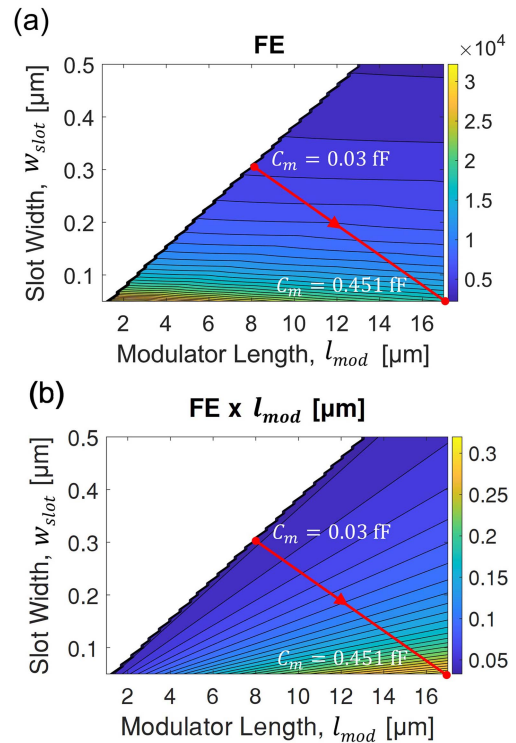 (a)
FE
×10⁴
0.5
0.4
0.3
0.2
0.1
Slot Width, w_slot [µm]
C_m = 0.03 fF
C_m = 0.451 fF
3
2.5
2
1.5
1
0.5
2 4 6 8 10 12 14 16
Modulator Length, l_mod [µm]
(b)
FE x l_mod [µm]
0.5
0.4
0.3
0.2
0.1
Slot Width, w_slot [µm]
C_m = 0.03 fF
C_m = 0.451 fF
0.3
0.25
0.2
0.15
0.1
0.05
2 4 6 8 10 12 14 16
Modulator Length, l_mod [µm]